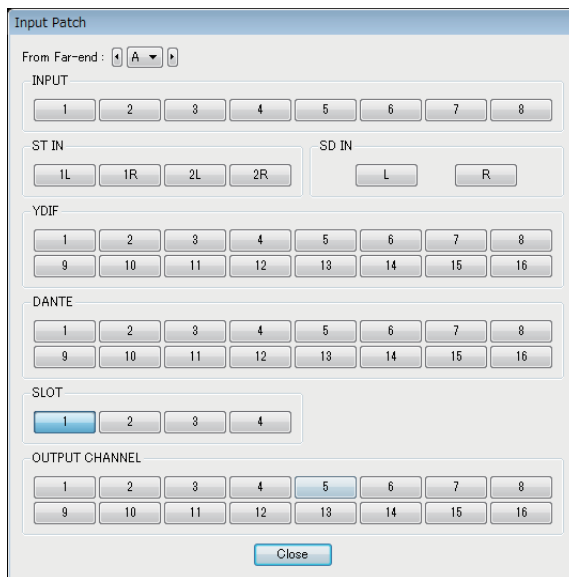 Input Patch
From Far-end : A
INPUT
1 2 3 4 5 6 7 8
ST IN SD IN
1L 1R 2L 2R L R
YDIF
1 2 3 4 5 6 7 8
9 10 11 12 13 14 15 16
DANTE
1 2 3 4 5 6 7 8
9 10 11 12 13 14 15 16
SLOT
1 2 3 4
OUTPUT CHANNEL
1 2 3 4 5 6 7 8
9 10 11 12 13 14 15 16
Close